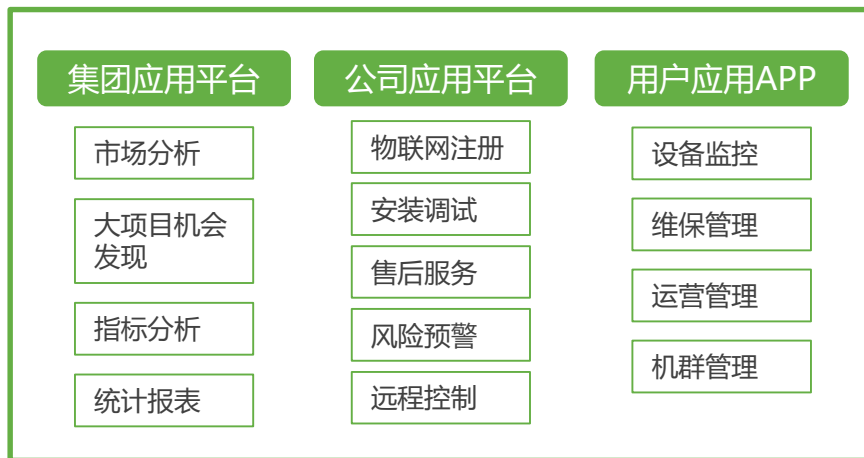 集团应用平台
市场分析
大项目机会
发现
指标分析
统计报表
公司应用平台
物联网注册
安装调试
售后服务
风险预警
远程控制
用户应用APP
设备监控
维保管理
运营管理
机群管理